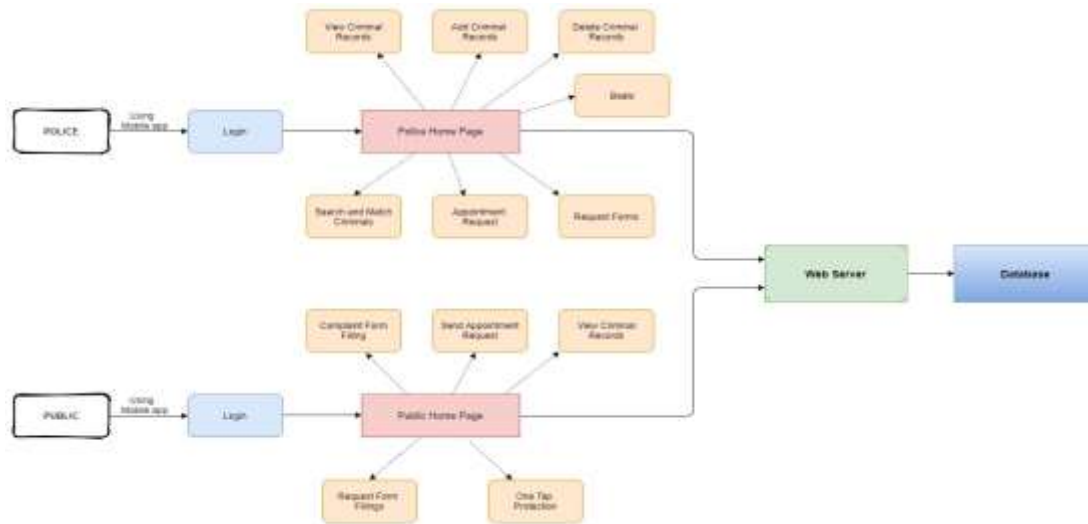 View Criminal
Records
Add Criminal
Records
Delete Criminal
Records
POLICE
Using
Mobile app
Login
Police Home Page
Search and Match
Criminals
Appointment
Request
Request Forms
Web Server
Database
Complaint Form
Filing
Send Appointment
Request
View Criminal
Records
PUBLIC
Using
Mobile app
Login
Public Home Page
Request Form
Filings
One Tap
Protection